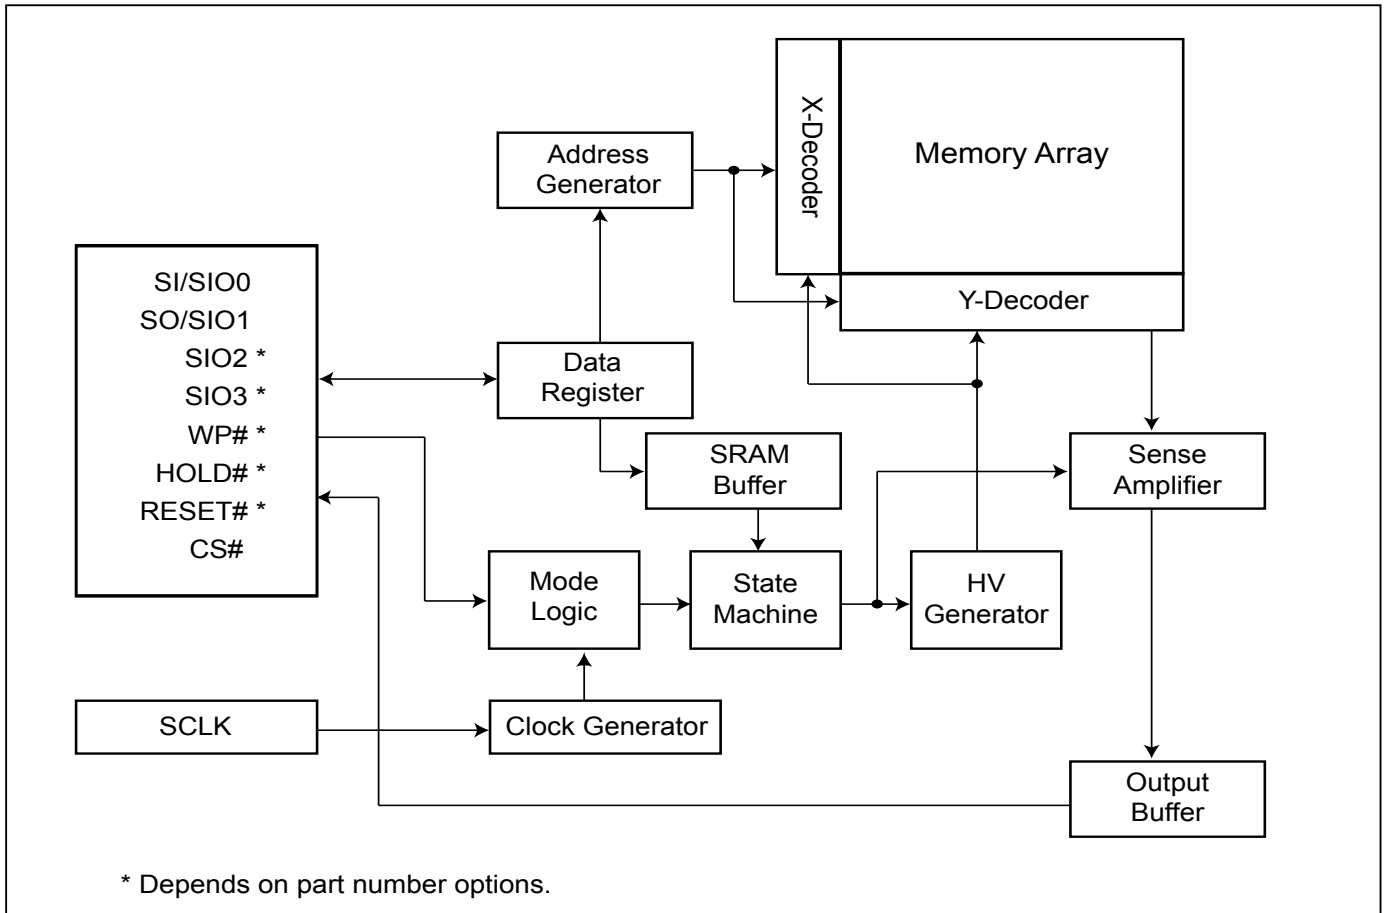 X-Decoder
Memory Array
Address
Generator
SI/SIO0
SO/SIO1
SIO2 *
SIO3 *
WP# *
HOLD# *
RESET# *
CS#
Y-Decoder
Data
Register
SRAM
Buffer
Sense
Amplifier
Mode
Logic
State
Machine
HV
Generator
SCLK
Clock Generator
Output
Buffer
* Depends on part number options.